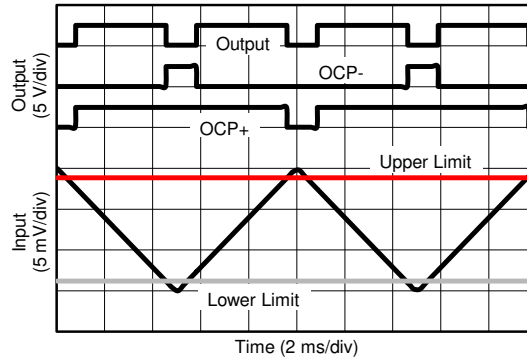 Output
OCP-
OCP+
Upper Limit
Lower Limit
Output
(5 V/div)
Input
(5 mV/div)
Time (2 ms/div)